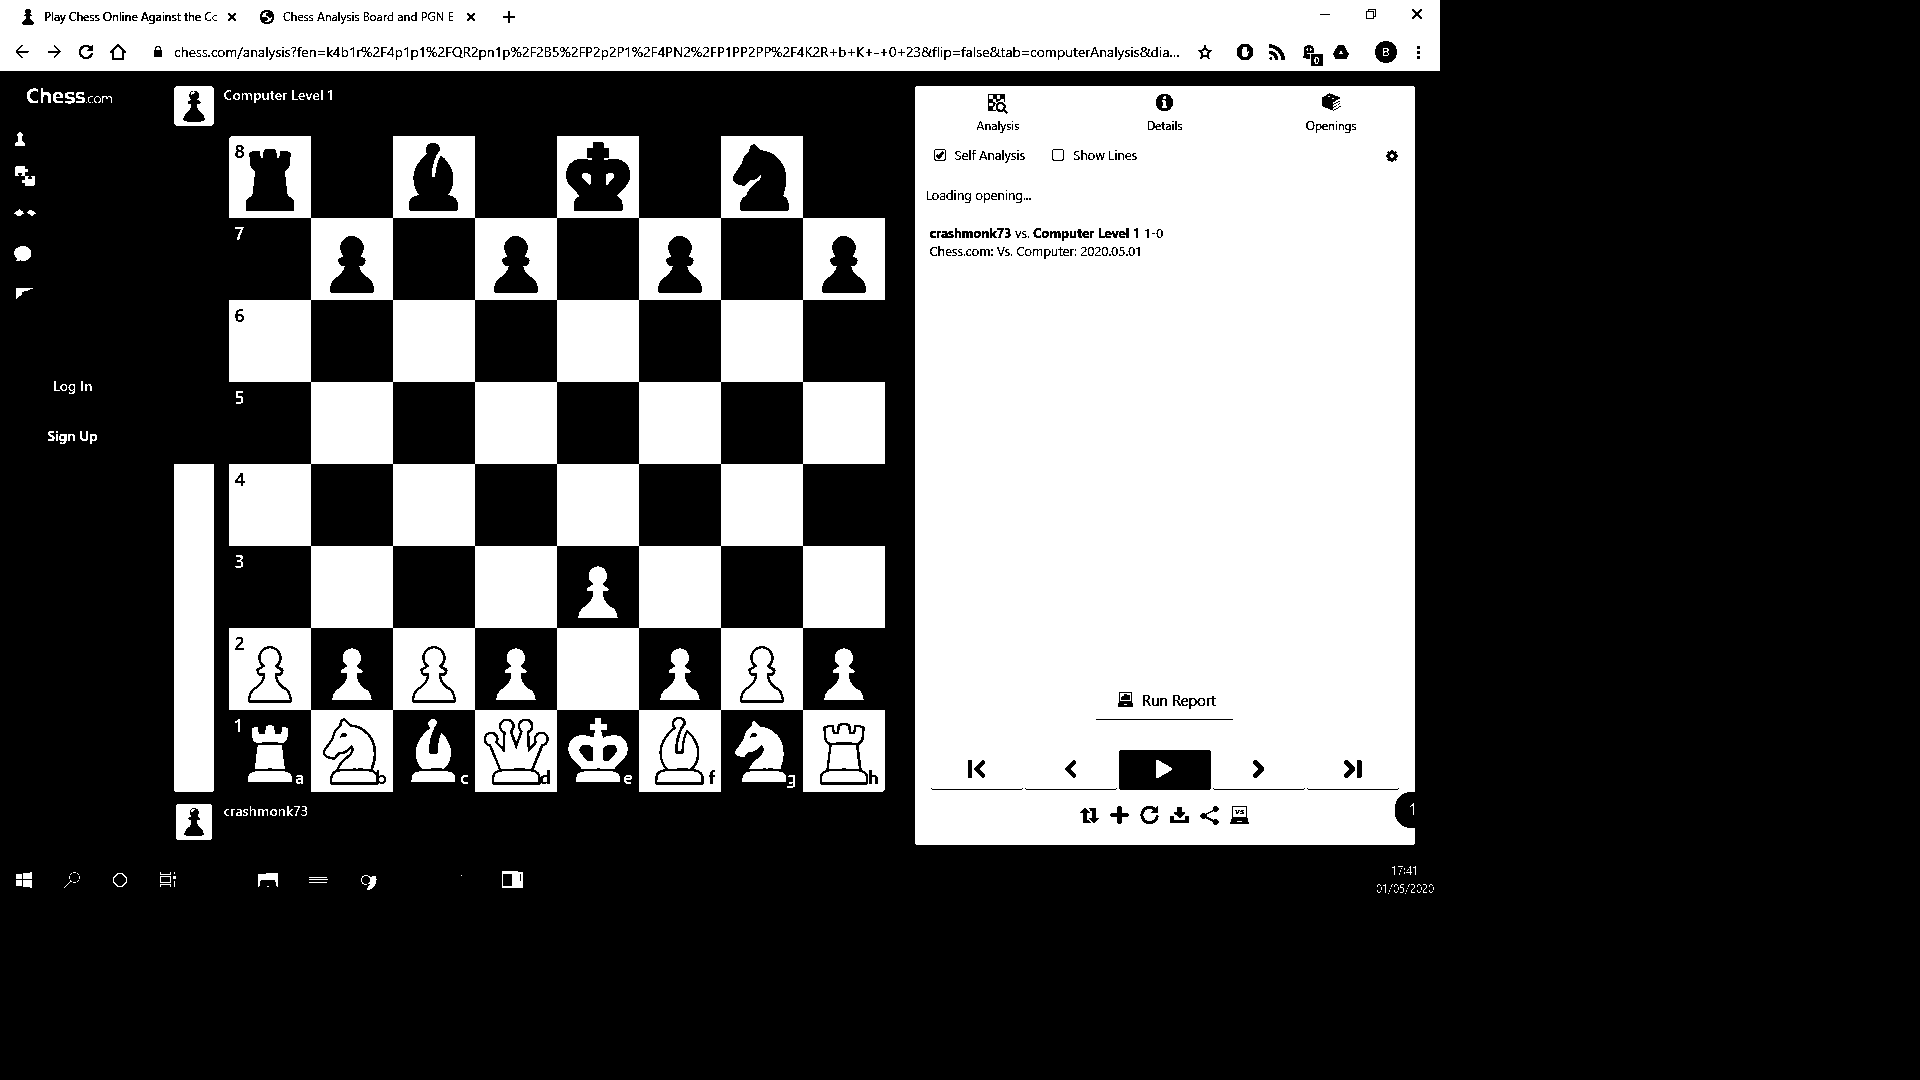 Play Chess Online Against the Cc
Chess Analysis Board and PGN E
chess.com/analysis?fen=k4b1r%2F4p1p1%2FQR2pn1p%2F2B5%2FP2p2P1%2F4PN2%2FP1PP2PP%2F4K2R+b+K+-+0+23&flip=false&tab=computerAnalysis&dia...
0
B
Chess.com
Computer Level 1
Analysis
Details
Openings
Self Analysis
Show Lines
Loading opening...
crashmonk73 vs. Computer Level 1 1-0
Chess.com: Vs. Computer: 2020.05.01
8
7
6
5
4
3
2
1
a b c d e f g h
Log In
Sign Up
Run Report
crashmonk73
VS
1
17:41
01/05/2020